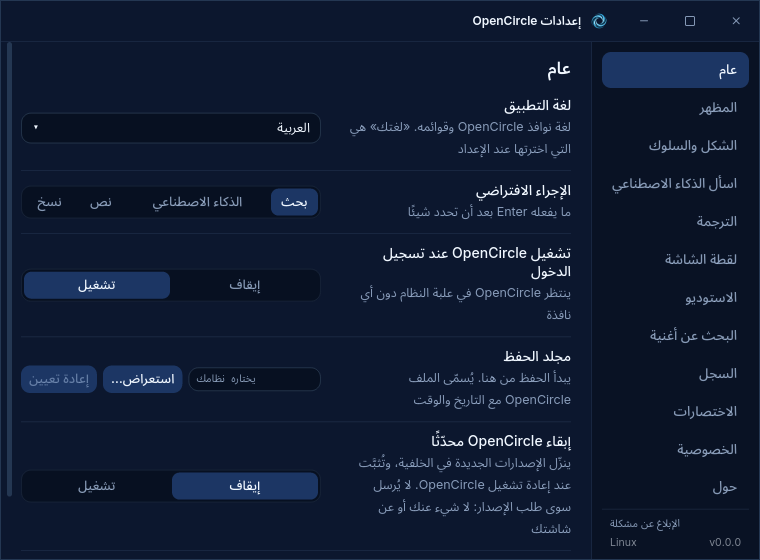 إعدادات OpenCircle
عام
المظهر
الشكل والسلوك
اسأل الذكاء الاصطناعي
الترجمة
لقطة الشاشة
الاستوديو
البحث عن أغنية
السجل
الاختصارات
الخصوصية
حول
الإبلاغ عن مشكلة
v0.0.0 Linux
عام
لغة التطبيق
لغة نوافذ OpenCircle وقوائمه. «لغتك» هي
التي اخترتها عند الإعداد
العربية
الإجراء الافتراضي
ما يفعله Enter بعد أن تحدد شيئًا
بحث الذكاء الاصطناعي نص نسخ
تشغيل OpenCircle عند تسجيل
الدخول
ينتظر OpenCircle في علبة النظام دون أي
نافذة
إيقاف تشغيل
مجلد الحفظ
يبدأ الحفظ من هنا. يُسمّى الملف
OpenCircle مع التاريخ والوقت
يختاره نظامك استعراض... إعادة تعيين
إبقاء OpenCircle محدّثًا
ينزّل الإصدارات الجديدة في الخلفية، وتُثبَّت
عند إعادة تشغيل OpenCircle. لا يُرسل
سوى طلب الإصدار: لا شيء عنك أو عن
شاشتك
إيقاف تشغيل